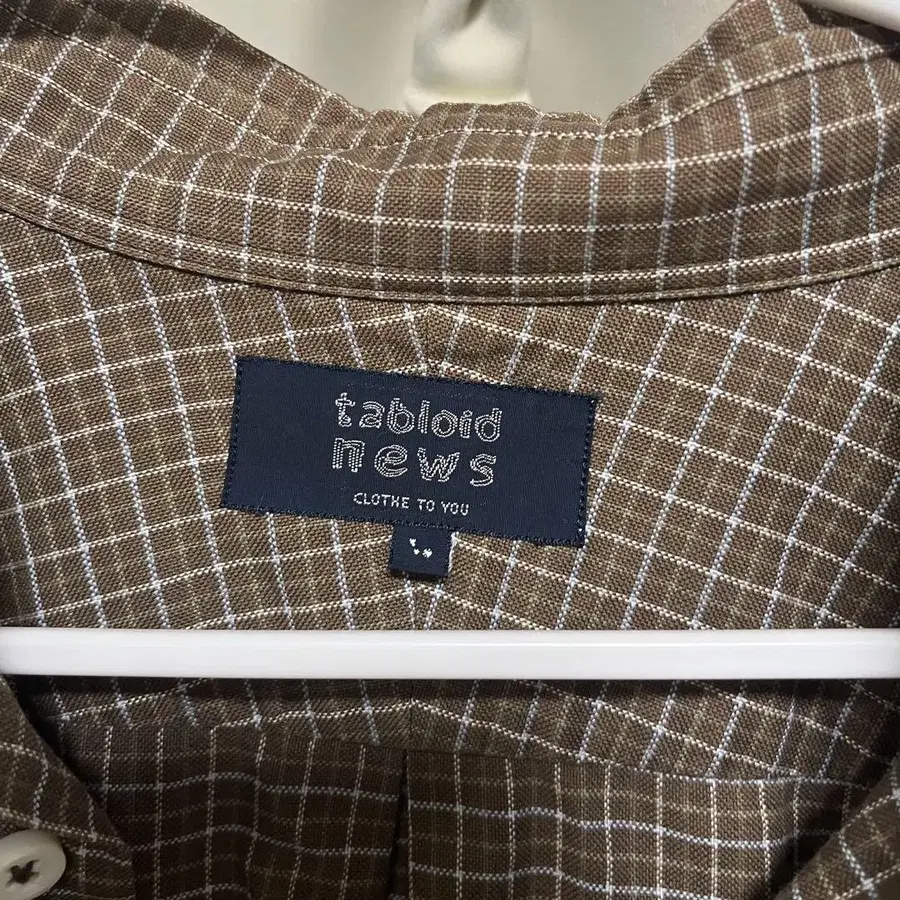 tabloid
news
CLOTHE TO YOU